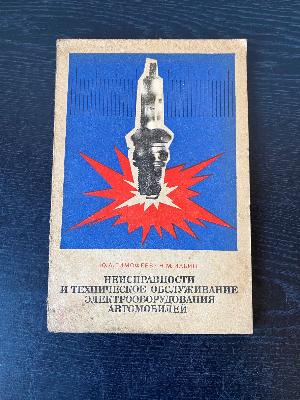 Ю.Л. ТИМОФЕЕВ, Н.М. ИЛЬИН
НЕИСПРАВНОСТИ
И ТЕХНИЧЕСКОЕ ОБСЛУЖИВАНИЕ
ЭЛЕКТРООБОРУДОВАНИЯ
АВТОМОБИЛЕЙ